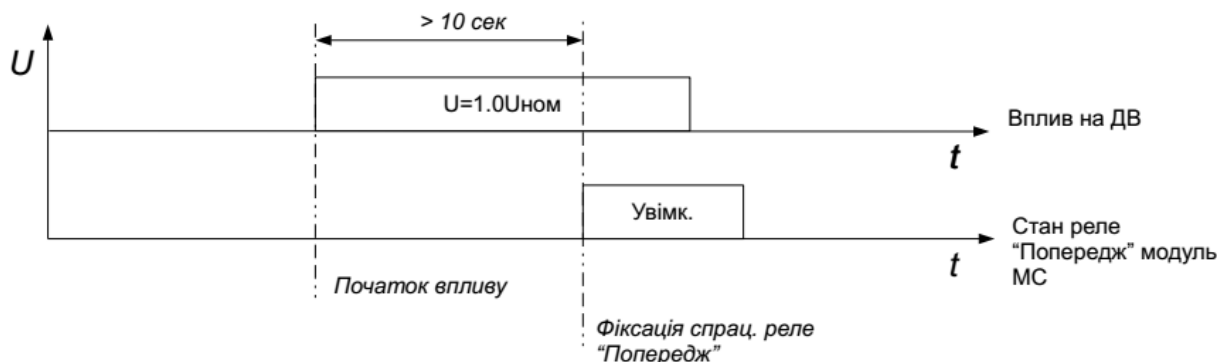 > 10 сек
U
U=1.0Uном
Вплив на ДВ
t
Увімк.
Стан реле
“Попередж” модуль
МС
t
Початок впливу
Фіксація спрац. реле
“Попередж”